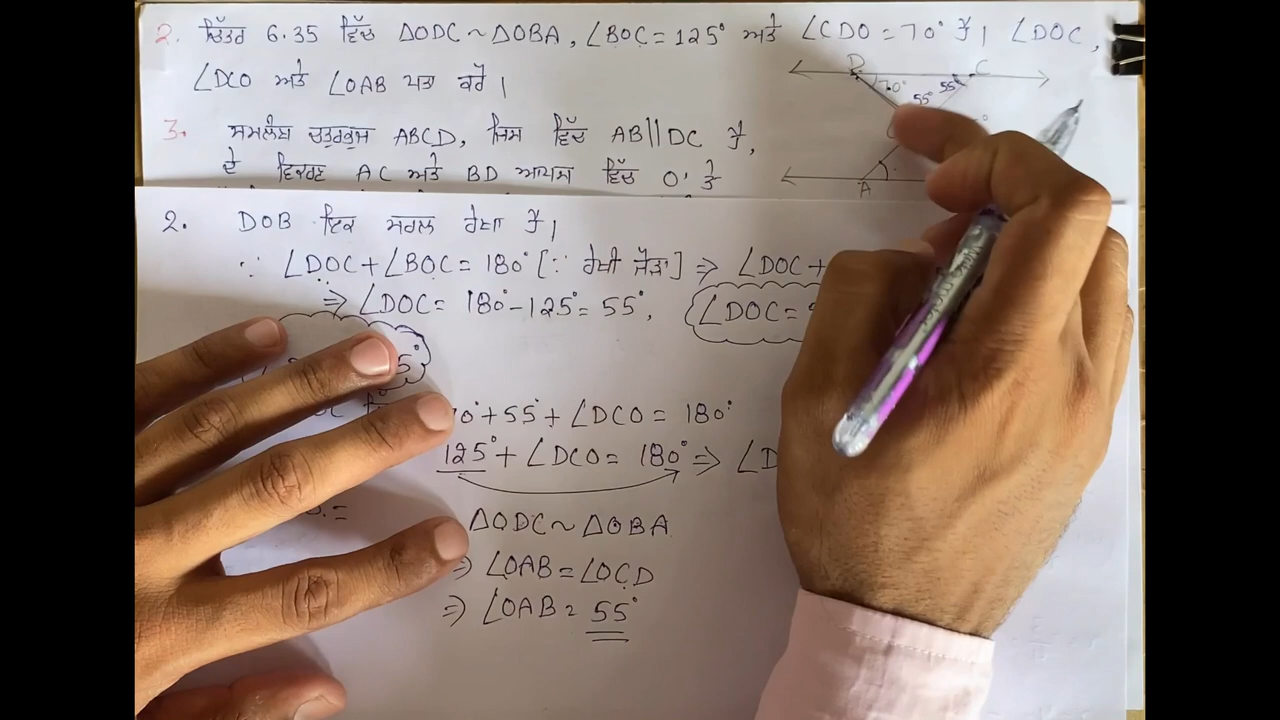 2. ਚਿੱਤਰ 6.35 ਵਿੱਚ ΔODC ~ ΔOBA, ∠BOC = 125° ਅਤੇ ∠CDO = 70° ਹੈ। ∠DOC,
∠DCO ਅਤੇ ∠OAB ਪਤਾ ਕਰੋ।
D C
70° 55°
55°
A
3. ਸਮਲੰਬ ਚਤੁਰਭੁਜ ABCD, ਜਿਸ ਵਿੱਚ AB||DC ਹੈ,
ਦੇ ਵਿਕਰਣ AC ਅਤੇ BD ਆਪਸ ਵਿੱਚ O' ਤੇ
2. DOB ਇਕ ਸਰਲ ਰੇਖਾ ਹੈ।
∵ ∠DOC + ∠BOC = 180° [∵ ਰੇਖੀ ਜੋੜਾ] ⇒ ∠DOC +
⇒ ∠DOC = 180° - 125° = 55°, ∠DOC =
5°
0° + 55° + ∠DCO = 180°
125° + ∠DCO = 180° ⇒ ∠D
ΔODC ~ ΔOBA
⇒ ∠OAB = ∠OCD
⇒ ∠OAB = 55°